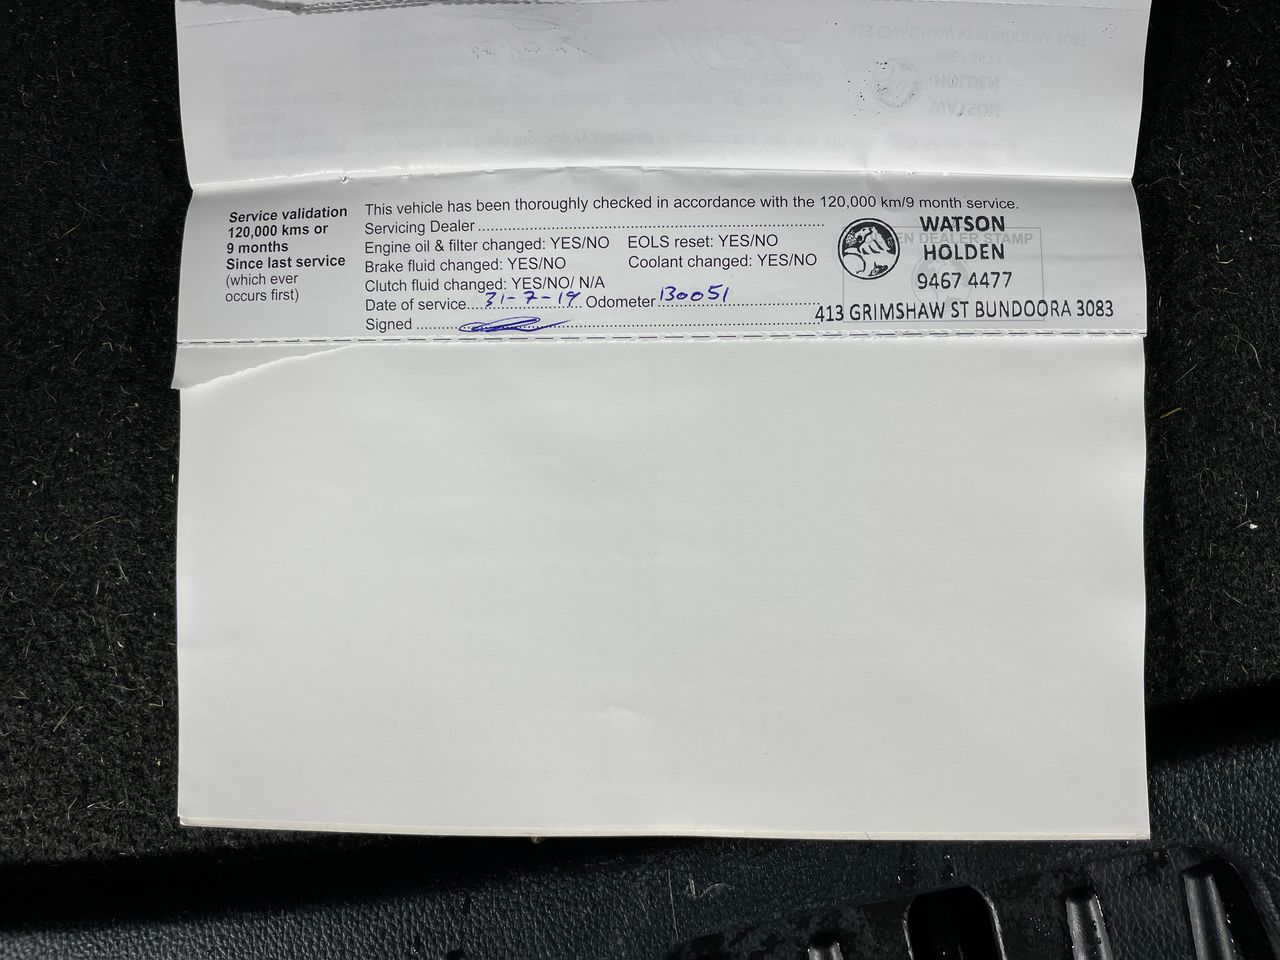 Service validation
120,000 kms or
9 months
Since last service
(which ever
occurs first)
This vehicle has been thoroughly checked in accordance with the 120,000 km/9 month service.
Servicing Dealer
Engine oil & filter changed: YES/NO EOLS reset: YES/NO
Brake fluid changed: YES/NO Coolant changed: YES/NO
Clutch fluid changed: YES/NO/ N/A
Date of service 31-7-19 Odometer 130051
Signed
DEALER STAMP
WATSON
HOLDEN
9467 4477
413 GRIMSHAW ST BUNDOORA 3083